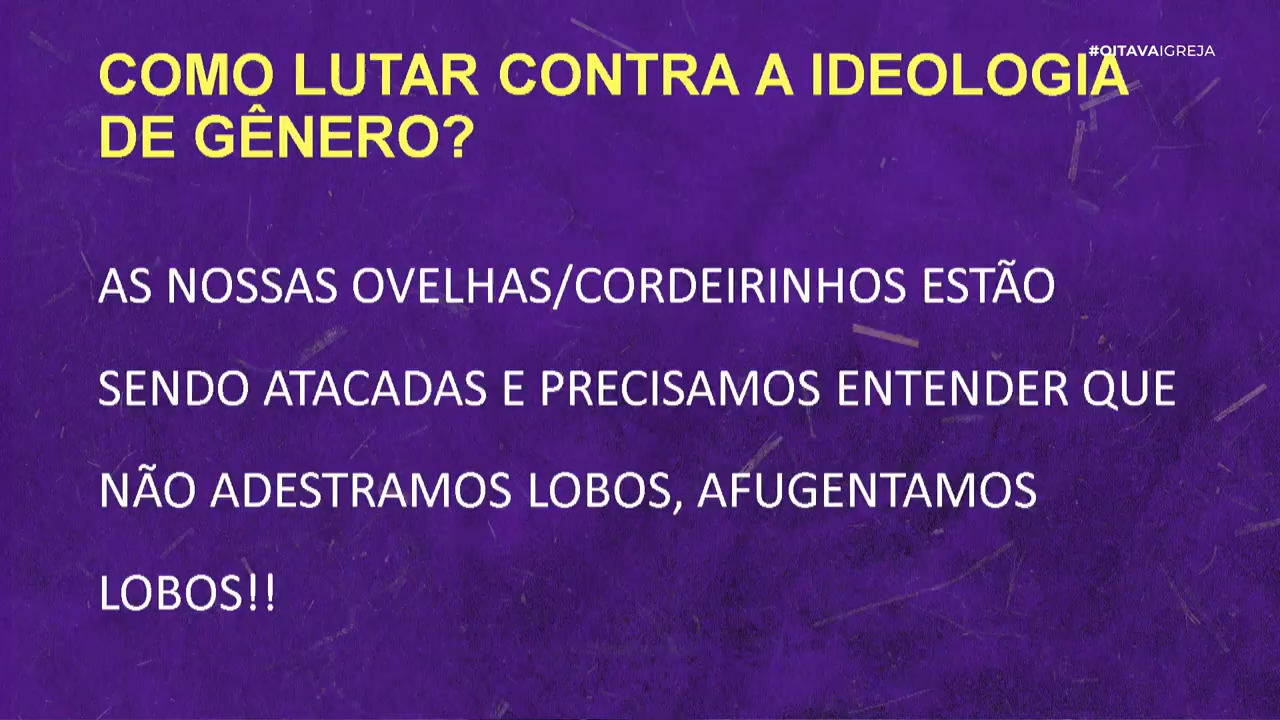 #OITAVAIGREJA
COMO LUTAR CONTRA A IDEOLOGIA
DE GÊNERO?
AS NOSSAS OVELHAS/CORDEIRINHOS ESTÃO
SENDO ATACADAS E PRECISAMOS ENTENDER QUE
NÃO ADESTRAMOS LOBOS, AFUGENTAMOS
LOBOS!!